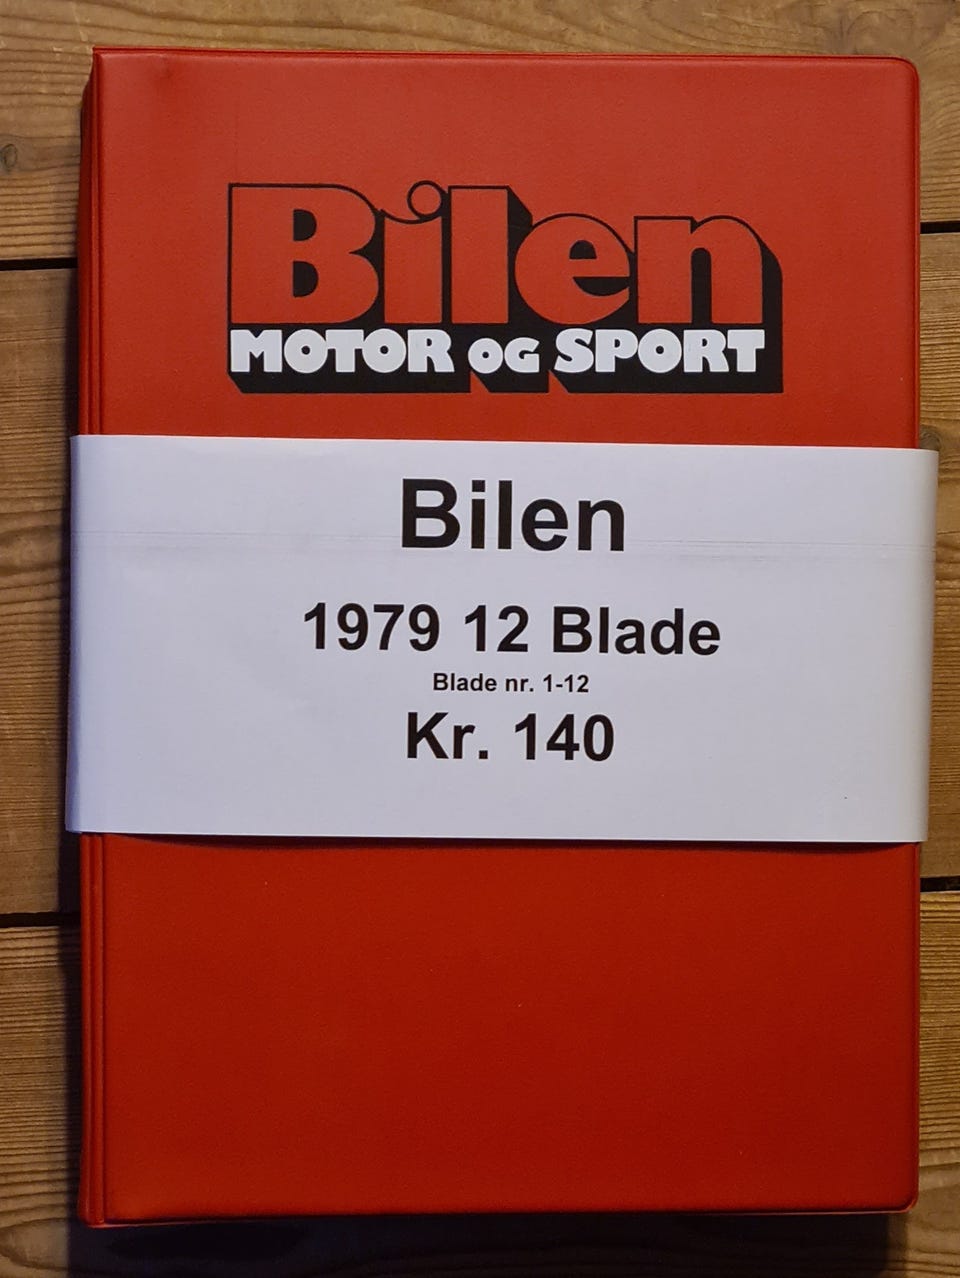 Bilen
MOTOR OG SPORT
Bilen
1979 12 Blade
Blade nr. 1-12
Kr. 140